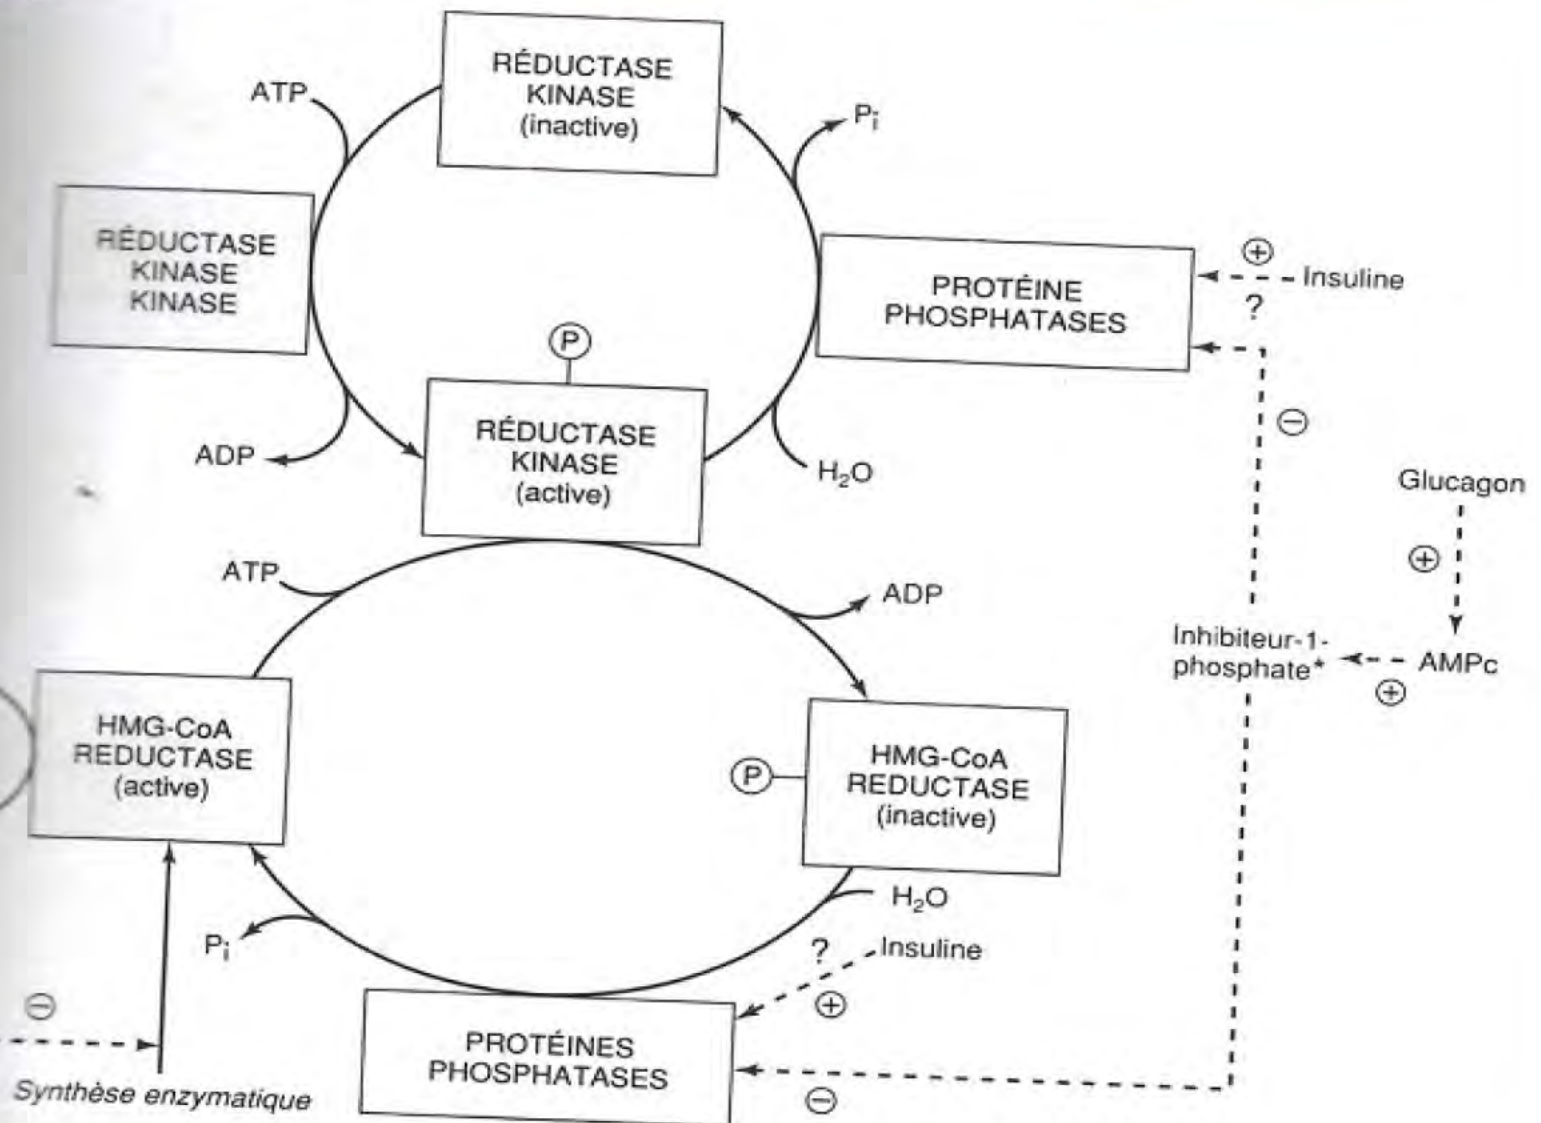 RÉDUCTASE
KINASE
(inactive)
ATP
Pi
RÉDUCTASE
KINASE
KINASE
PROTÉINE
PHOSPHATASES
+
Insuline
?
P
−
RÉDUCTASE
KINASE
(active)
ADP
H2O
Glucagon
+
ATP
ADP
Inhibiteur-1-
phosphate*
AMPc
+
HMG-CoA
REDUCTASE
(active)
P
HMG-CoA
REDUCTASE
(inactive)
H2O
Pi
?
Insuline
+
−
PROTÉINES
PHOSPHATASES
−
Synthèse enzymatique